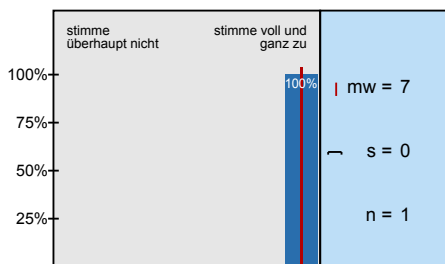 stimme
überhaupt nicht
stimme voll und
ganz zu
100%
75%
50%
25%
100%
mw = 7
s = 0
n = 1